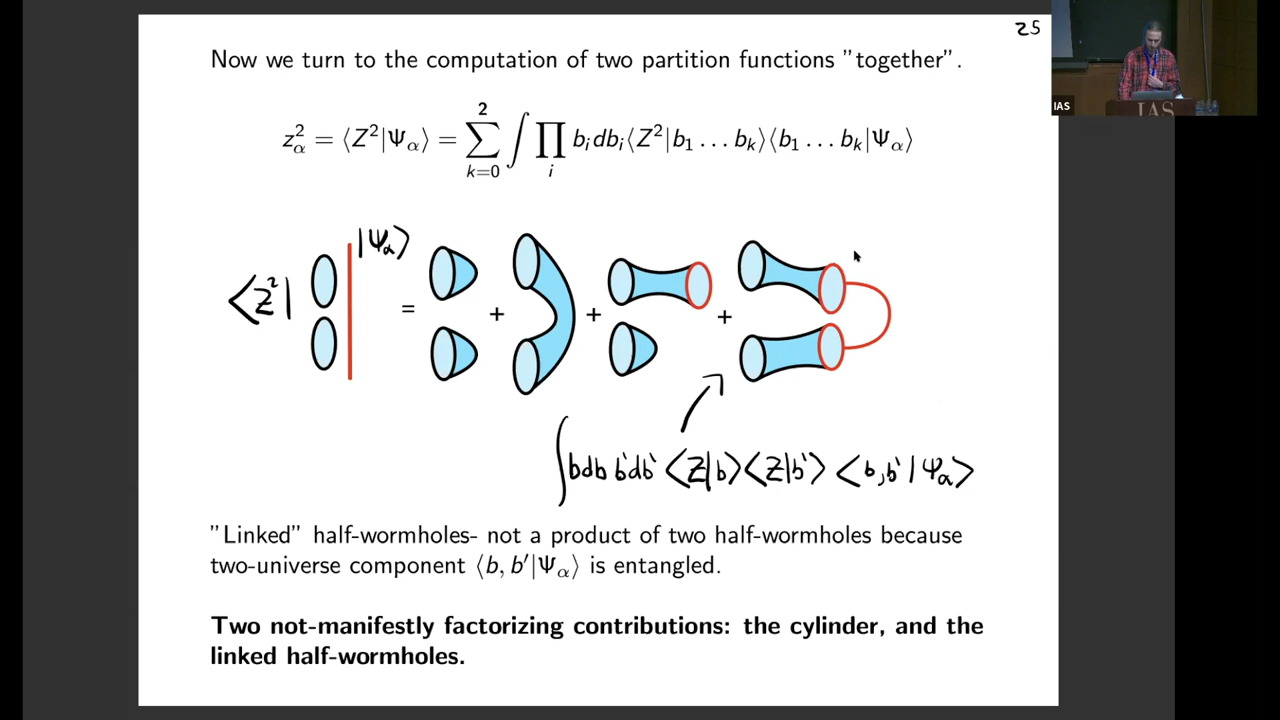 25
Now we turn to the computation of two partition functions "together".
z_α^2 = ⟨Z^2|Ψ_α⟩ = ∑_{k=0}^{2} ∫ ∏_i b_i db_i ⟨Z^2|b_1 … b_k⟩⟨b_1 … b_k|Ψ_α⟩
⟨Z^2| |Ψ_α⟩ = + + +
∫ bdb b'db' ⟨Z|b⟩ ⟨Z|b'⟩ ⟨b,b'|Ψ_α⟩
"Linked" half-wormholes- not a product of two half-wormholes because
two-universe component ⟨b, b'|Ψ_α⟩ is entangled.
Two not-manifestly factorizing contributions: the cylinder, and the
linked half-wormholes.
IAS
IAS